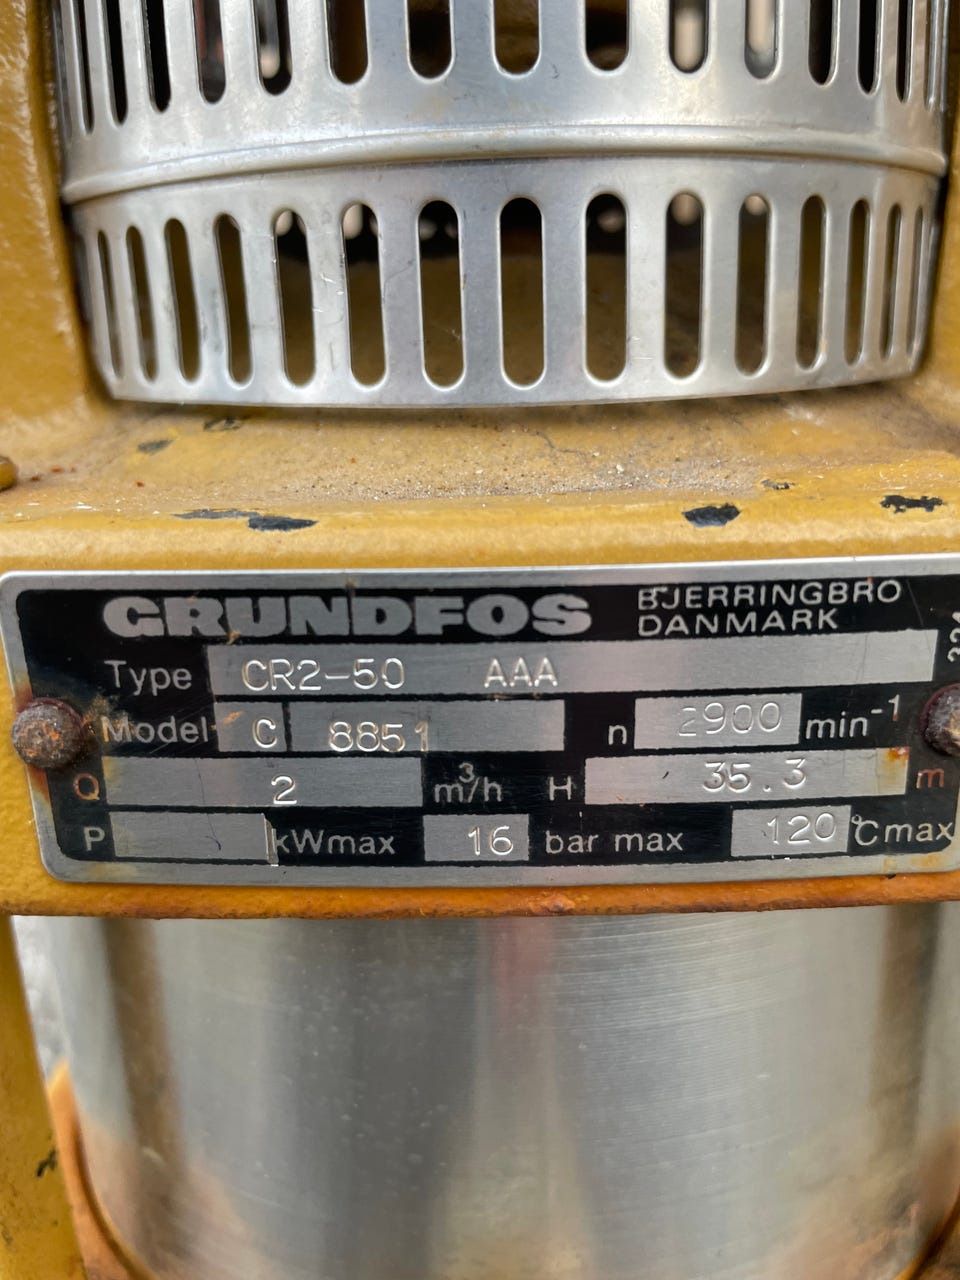 GRUNDFOS BJERRINGBRO
DANMARK
Type CR2-50 AAA
Model C 8851 n 2900 min⁻¹
Q 2 m³/h H 35.3 m
P kWmax 16 bar max 120 °C max